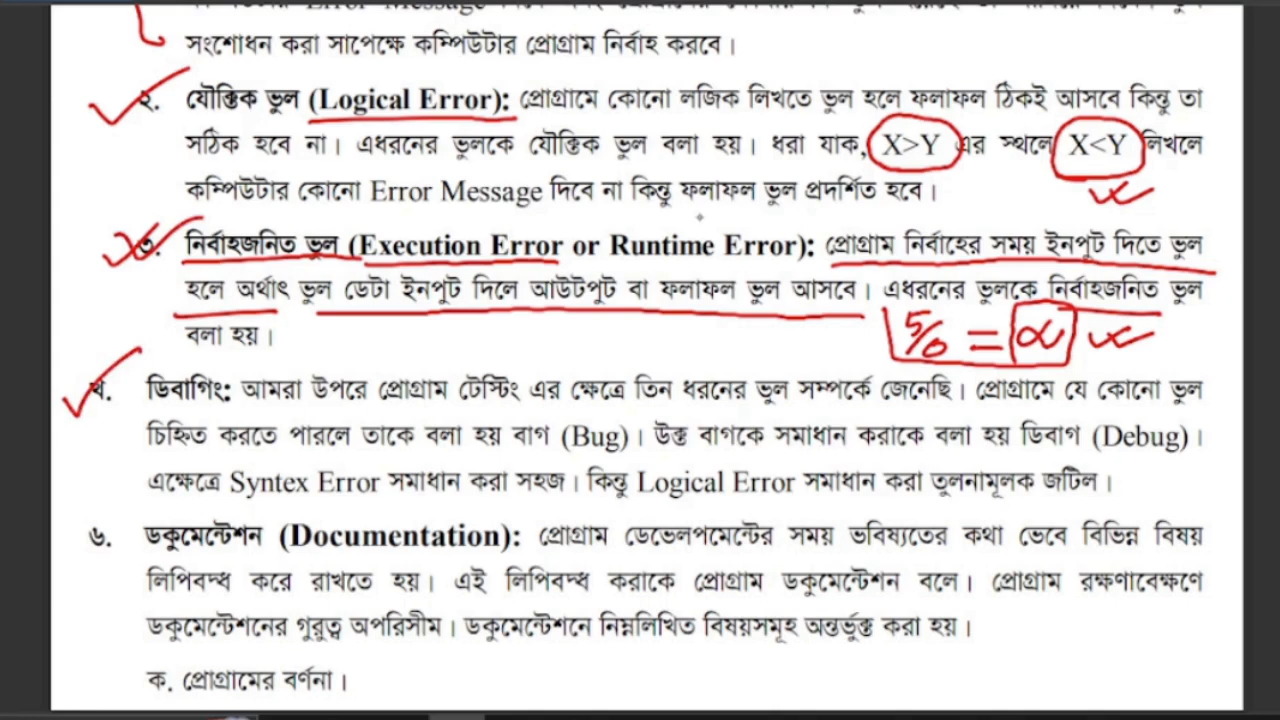 সংশোধন করা সাপেক্ষে কম্পিউটার প্রোগ্রাম নির্বাহ করবে।
২. যৌক্তিক ভুল (Logical Error): প্রোগ্রামে কোনো লজিক লিখতে ভুল হলে ফলাফল ঠিকই আসবে কিন্তু তা
সঠিক হবে না। এধরনের ভুলকে যৌক্তিক ভুল বলা হয়। ধরা যাক, X>Y এর স্থলে X<Y লিখলে
কম্পিউটার কোনো Error Message দিবে না কিন্তু ফলাফল ভুল প্রদর্শিত হবে।
৩. নির্বাহজনিত ভুল (Execution Error or Runtime Error): প্রোগ্রাম নির্বাহের সময় ইনপুট দিতে ভুল
হলে অর্থাৎ ভুল ডেটা ইনপুট দিলে আউটপুট বা ফলাফল ভুল আসবে। এধরনের ভুলকে নির্বাহজনিত ভুল
বলা হয়। 5/0 = ∝
খ. ডিবাগিং: আমরা উপরে প্রোগ্রাম টেস্টিং এর ক্ষেত্রে তিন ধরনের ভুল সম্পর্কে জেনেছি। প্রোগ্রামে যে কোনো ভুল
চিহ্নিত করতে পারলে তাকে বলা হয় বাগ (Bug)। উক্ত বাগকে সমাধান করাকে বলা হয় ডিবাগ (Debug)।
এক্ষেত্রে Syntex Error সমাধান করা সহজ। কিন্তু Logical Error সমাধান করা তুলনামূলক জটিল।
৬. ডকুমেন্টেশন (Documentation): প্রোগ্রাম ডেভেলপমেন্টের সময় ভবিষ্যতের কথা ভেবে বিভিন্ন বিষয়
লিপিবদ্ধ করে রাখতে হয়। এই লিপিবদ্ধ করাকে প্রোগ্রাম ডকুমেন্টেশন বলে। প্রোগ্রাম রক্ষণাবেক্ষণে
ডকুমেন্টেশনের গুরুত্ব অপরিসীম। ডকুমেন্টেশনে নিম্নলিখিত বিষয়সমূহ অন্তর্ভুক্ত করা হয়।
ক. প্রোগ্রামের বর্ণনা।